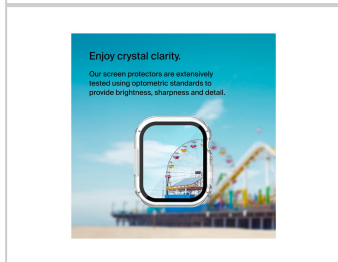 Enjoy crystal clarity.
Our screen protectors are extensively
tested using optometric standards to
provide brightness, sharpness and detail.